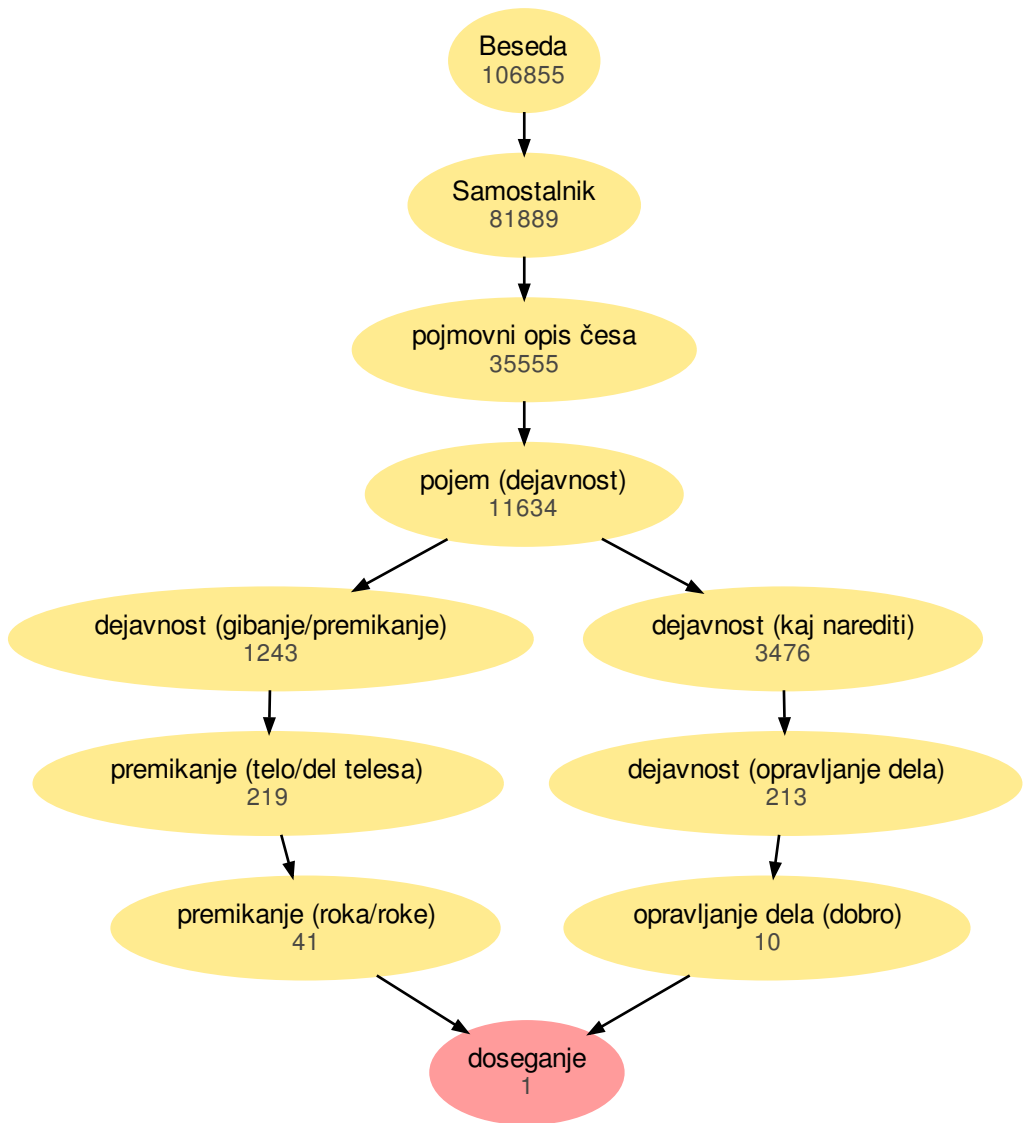 Beseda
106855
Samostalnik
81889
pojmovni opis česa
35555
pojem (dejavnost)
11634
dejavnost (gibanje/premikanje)
1243
dejavnost (kaj narediti)
3476
premikanje (telo/del telesa)
219
dejavnost (opravljanje dela)
213
premikanje (roka/roke)
41
opravljanje dela (dobro)
10
doseganje
1